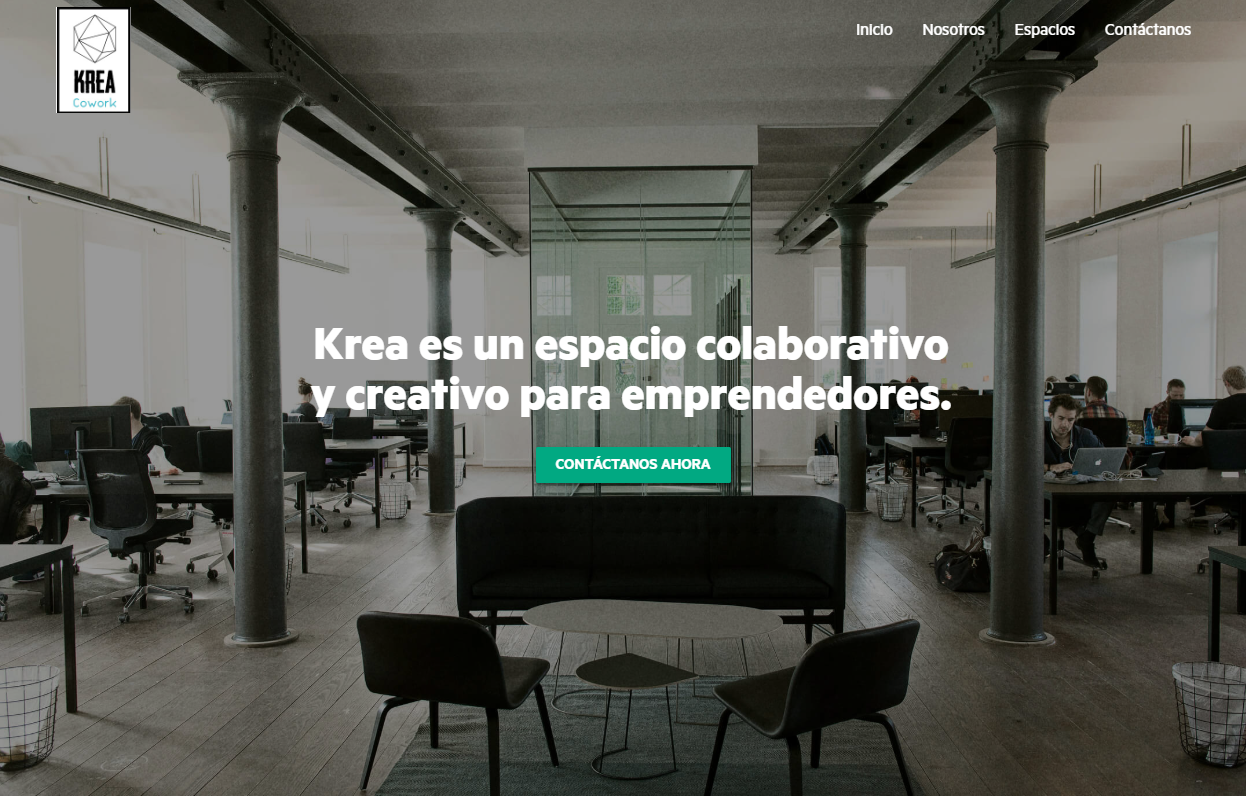 KREA
Cowork
Inicio Nosotros Espacios Contáctanos
Krea es un espacio colaborativo
y creativo para emprendedores.
CONTÁCTANOS AHORA